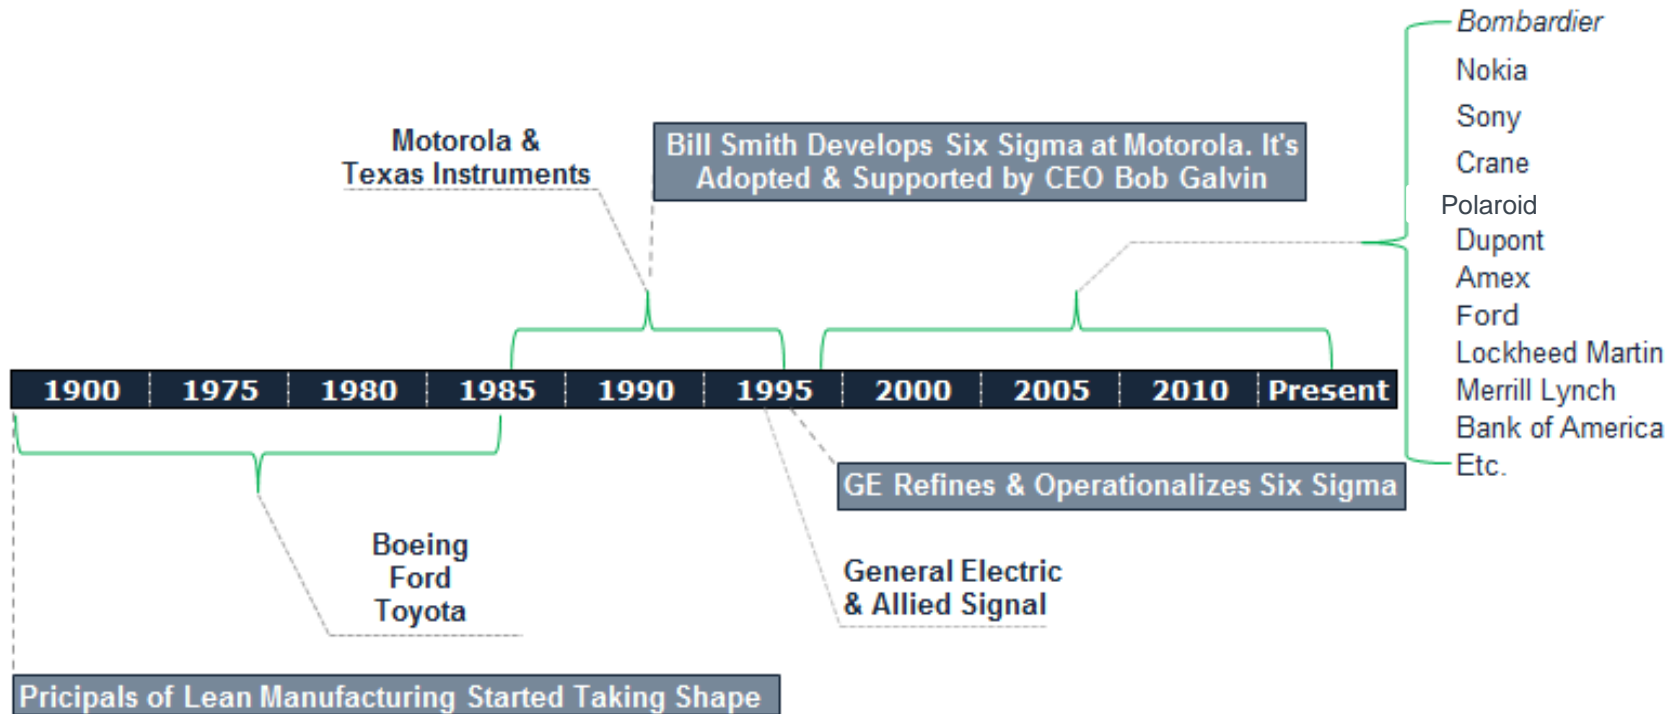 Bombardier
Nokia
Sony
Crane
Polaroid
Dupont
Amex
Ford
Lockheed Martin
Merrill Lynch
Bank of America
Etc.
Motorola &
Texas Instruments
Bill Smith Develops Six Sigma at Motorola. It's
Adopted & Supported by CEO Bob Galvin
1900 1975 1980 1985 1990 1995 2000 2005 2010 Present
GE Refines & Operationalizes Six Sigma
Boeing
Ford
Toyota
General Electric
& Allied Signal
Pricipals of Lean Manufacturing Started Taking Shape